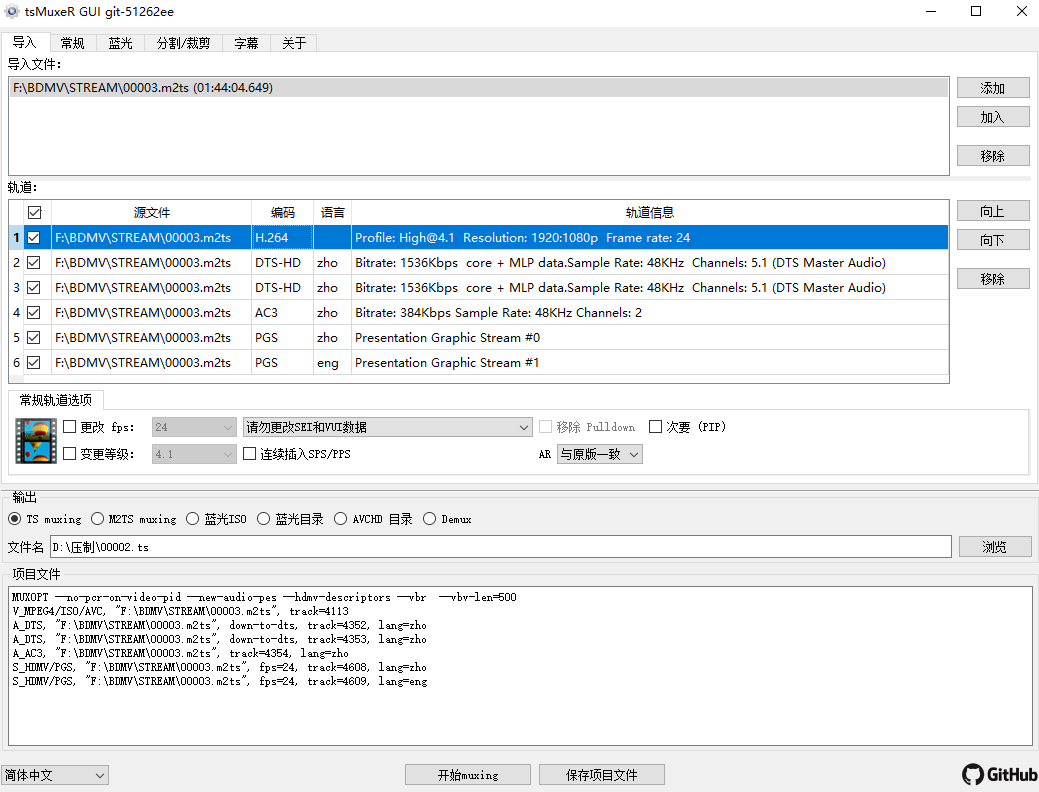 tsMuxeR GUI git-51262ee
导入 常规 蓝光 分割/裁剪 字幕 关于
导入文件:
F:\BDMV\STREAM\00003.m2ts (01:44:04.649)
添加
加入
移除
轨道:
源文件 编码 语言 轨道信息
向上
1 F:\BDMV\STREAM\00003.m2ts H.264 Profile: High@4.1 Resolution: 1920:1080p Frame rate: 24
向下
2 F:\BDMV\STREAM\00003.m2ts DTS-HD zho Bitrate: 1536Kbps core + MLP data.Sample Rate: 48KHz Channels: 5.1 (DTS Master Audio)
移除
3 F:\BDMV\STREAM\00003.m2ts DTS-HD zho Bitrate: 1536Kbps core + MLP data.Sample Rate: 48KHz Channels: 5.1 (DTS Master Audio)
4 F:\BDMV\STREAM\00003.m2ts AC3 zho Bitrate: 384Kbps Sample Rate: 48KHz Channels: 2
5 F:\BDMV\STREAM\00003.m2ts PGS zho Presentation Graphic Stream #0
6 F:\BDMV\STREAM\00003.m2ts PGS eng Presentation Graphic Stream #1
常规轨道选项
更改 fps: 24 请勿更改SEI和VUI数据 移除 Pulldown 次要 (PIP)
变更等级: 4.1 连续插入SPS/PPS AR 与原版一致
输出
TS muxing M2TS muxing 蓝光ISO 蓝光目录 AVCHD 目录 Demux
文件名 D:\压制\00002.ts 浏览
项目文件
MUXOPT --no-pcr-on-video-pid --new-audio-pes --hdmv-descriptors --vbr --vbv-len=500
V_MPEG4/ISO/AVC, "F:\BDMV\STREAM\00003.m2ts", track=4113
A_DTS, "F:\BDMV\STREAM\00003.m2ts", down-to-dts, track=4352, lang=zho
A_DTS, "F:\BDMV\STREAM\00003.m2ts", down-to-dts, track=4353, lang=zho
A_AC3, "F:\BDMV\STREAM\00003.m2ts", track=4354, lang=zho
S_HDMV/PGS, "F:\BDMV\STREAM\00003.m2ts", fps=24, track=4608, lang=zho
S_HDMV/PGS, "F:\BDMV\STREAM\00003.m2ts", fps=24, track=4609, lang=eng
简体中文 开始muxing 保存项目文件 GitHub